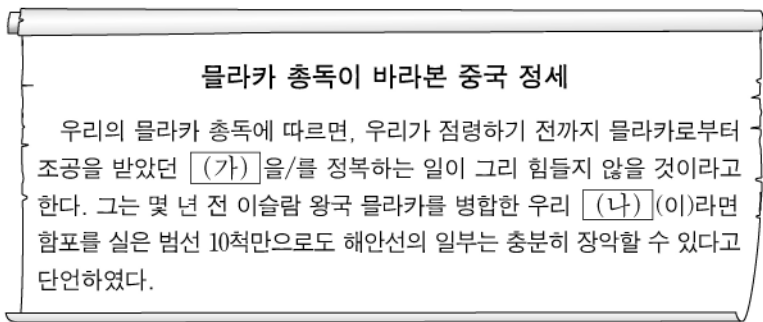 믈라카 총독이 바라본 중국 정세
우리의 믈라카 총독에 따르면, 우리가 점령하기 전까지 믈라카로부터
조공을 받았던 (가) 을/를 정복하는 일이 그리 힘들지 않을 것이라고
한다. 그는 몇 년 전 이슬람 왕국 믈라카를 병합한 우리 (나) (이)라면
함포를 실은 범선 10척만으로도 해안선의 일부는 충분히 장악할 수 있다고
단언하였다.